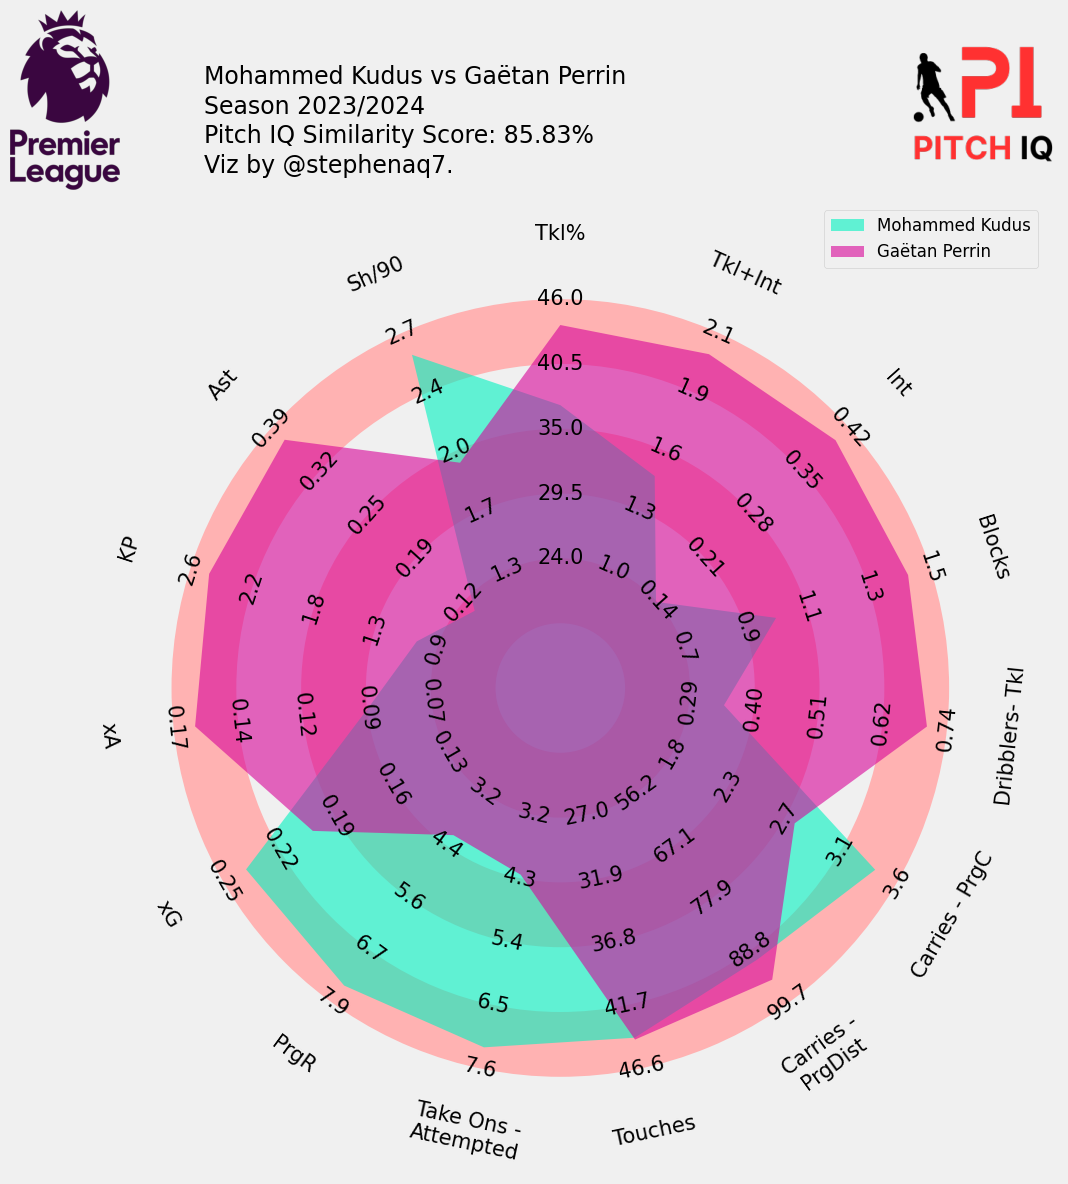 Premier
League
Mohammed Kudus vs Gaëtan Perrin
Season 2023/2024
Pitch IQ Similarity Score: 85.83%
Viz by @stephenaq7.
PI
PITCH IQ
Mohammed Kudus
Gaëtan Perrin
Tkl%
46.0
40.5
35.0
29.5
24.0
Tkl+Int
2.1
1.9
1.6
1.3
1.0
Int
0.42
0.35
0.28
0.21
0.14
Blocks
1.5
1.3
1.1
0.9
0.7
Dribblers- Tkl
0.74
0.62
0.51
0.40
0.29
Carries - PrgC
3.6
3.1
2.7
2.3
1.8
Carries -
PrgDist
99.7
88.8
77.9
67.1
56.2
Touches
46.6
41.7
36.8
31.9
27.0
Take Ons -
Attempted
7.6
6.5
5.4
4.3
3.2
PrgR
7.9
6.7
5.6
4.4
3.2
xG
0.25
0.22
0.19
0.16
0.13
xA
0.17
0.14
0.12
0.09
0.07
KP
2.6
2.2
1.8
1.3
0.9
Ast
0.39
0.32
0.25
0.19
0.12
Sh/90
2.7
2.4
2.0
1.7
1.3